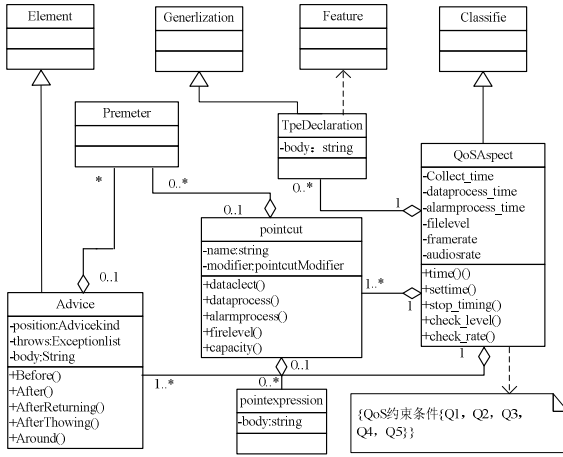 Element
Generlization
Feature
Classifie
Premeter
TpeDeclaration
-body：string
QoSAspect
-Collect_time
-dataprocess_time
-alarmprocess_time
-filelevel
-framerate
-audiosrate
+time()()
+settime()
+stop_timing()
+check_level()
+check_rate()
*
0..*
0..*
1
0..1
pointcut
-name:string
-modifier:pointcutModifier
+dataclect()
+dataprocess()
+alarmprocess()
+firelevel()
+capacity()
1..*
1
0..1
Advice
-position:Advicekind
-throws:Exceptionlist
-body:String
+Before()
+After()
+AfterReturning()
+AfterThowing()
+Around()
0..1
1
1..*
0..*
pointexpression
-body:string
{QoS约束条件{Q1，Q2，Q3，
Q4，Q5}}